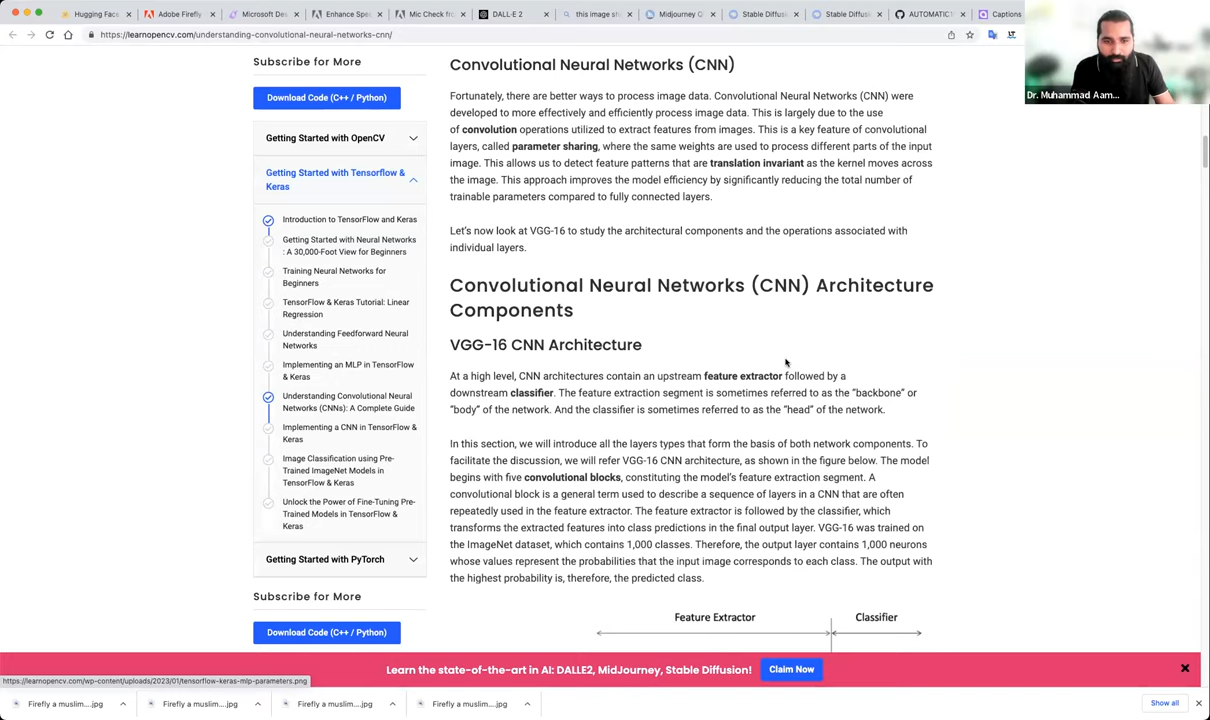 Hugging Face
Adobe Firefly
Microsoft Des
Enhance Spe
Mic Check fro
DALL·E 2
this image sh
Midjourney Q
Stable Diffus
Stable Diffus
AUTOMATIC1
Captions
https://learnopencv.com/understanding-convolutional-neural-networks-cnn/
Dr. Muhammad Aam...
Subscribe for More
Download Code (C++ / Python)
Getting Started with OpenCV
Getting Started with Tensorflow &
Keras
Introduction to TensorFlow and Keras
Getting Started with Neural Networks
: A 30,000-Foot View for Beginners
Training Neural Networks for
Beginners
TensorFlow & Keras Tutorial: Linear
Regression
Understanding Feedforward Neural
Networks
Implementing an MLP in TensorFlow
& Keras
Understanding Convolutional Neural
Networks (CNNs): A Complete Guide
Implementing a CNN in TensorFlow &
Keras
Image Classification using Pre-
Trained ImageNet Models in
TensorFlow & Keras
Unlock the Power of Fine-Tuning Pre-
Trained Models in TensorFlow &
Keras
Getting Started with PyTorch
Subscribe for More
Download Code (C++ / Python)
Convolutional Neural Networks (CNN)
Fortunately, there are better ways to process image data. Convolutional Neural Networks (CNN) were
developed to more effectively and efficiently process image data. This is largely due to the use
of convolution operations utilized to extract features from images. This is a key feature of convolutional
layers, called parameter sharing, where the same weights are used to process different parts of the input
image. This allows us to detect feature patterns that are translation invariant as the kernel moves across
the image. This approach improves the model efficiency by significantly reducing the total number of
trainable parameters compared to fully connected layers.
Let's now look at VGG-16 to study the architectural components and the operations associated with
individual layers.
Convolutional Neural Networks (CNN) Architecture
Components
VGG-16 CNN Architecture
At a high level, CNN architectures contain an upstream feature extractor followed by a
downstream classifier. The feature extraction segment is sometimes referred to as the "backbone" or
"body" of the network. And the classifier is sometimes referred to as the "head" of the network.
In this section, we will introduce all the layers types that form the basis of both network components. To
facilitate the discussion, we will refer VGG-16 CNN architecture, as shown in the figure below. The model
begins with five convolutional blocks, constituting the model's feature extraction segment. A
convolutional block is a general term used to describe a sequence of layers in a CNN that are often
repeatedly used in the feature extractor. The feature extractor is followed by the classifier, which
transforms the extracted features into class predictions in the final output layer. VGG-16 was trained on
the ImageNet dataset, which contains 1,000 classes. Therefore, the output layer contains 1,000 neurons
whose values represent the probabilities that the input image corresponds to each class. The output with
the highest probability is, therefore, the predicted class.
Feature Extractor
Classifier
Learn the state-of-the-art in AI: DALLE2, MidJourney, Stable Diffusion!
Claim Now
https://learnopencv.com/wp-content/uploads/2023/01/tensorflow-keras-mlp-parameters.png
Firefly a muslim....jpg
Firefly a muslim....jpg
Firefly a muslim....jpg
Firefly a muslim....jpg
Show all